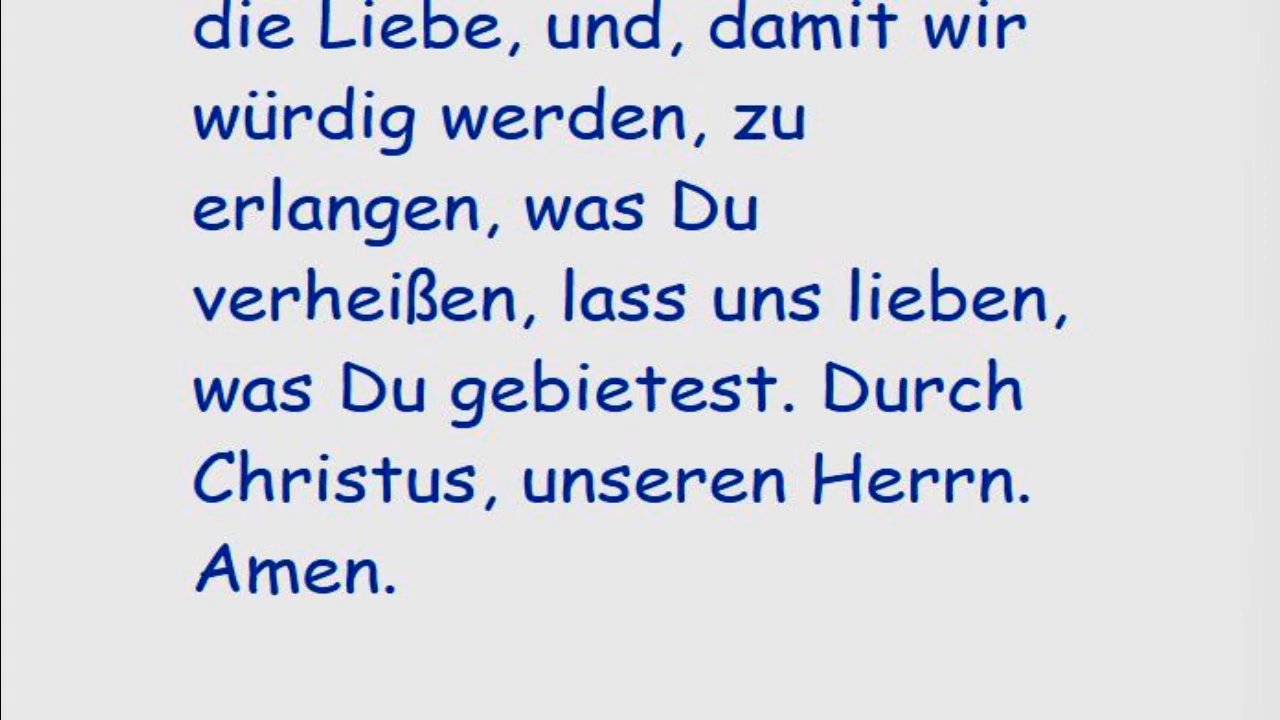 die Liebe, und, damit wir
würdig werden, zu
erlangen, was Du
verheißen, lass uns lieben,
was Du gebietest. Durch
Christus, unseren Herrn.
Amen.